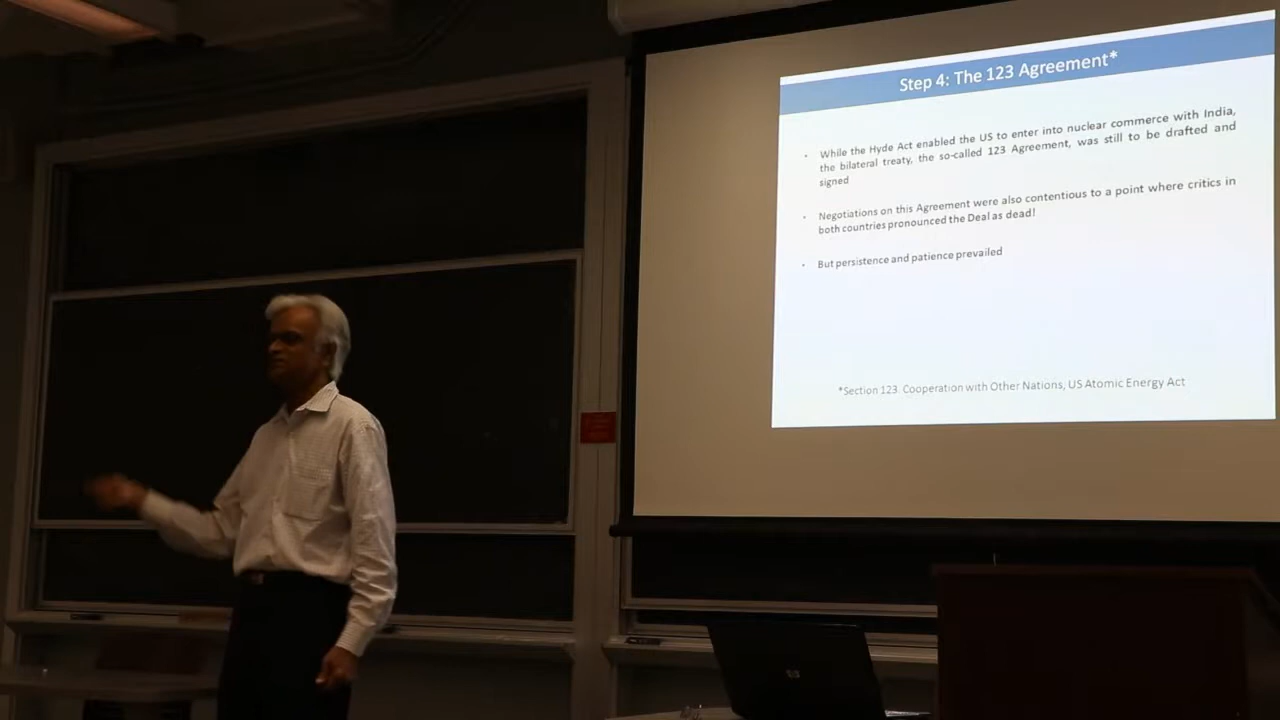 Step 4: The 123 Agreement*
• While the Hyde Act enabled the US to enter into nuclear commerce with India,
the bilateral treaty, the so-called 123 Agreement, was still to be drafted and
signed
• Negotiations on this Agreement were also contentious to a point where critics in
both countries pronounced the Deal as dead!
• But persistence and patience prevailed
*Section 123. Cooperation with Other Nations, US Atomic Energy Act
hp